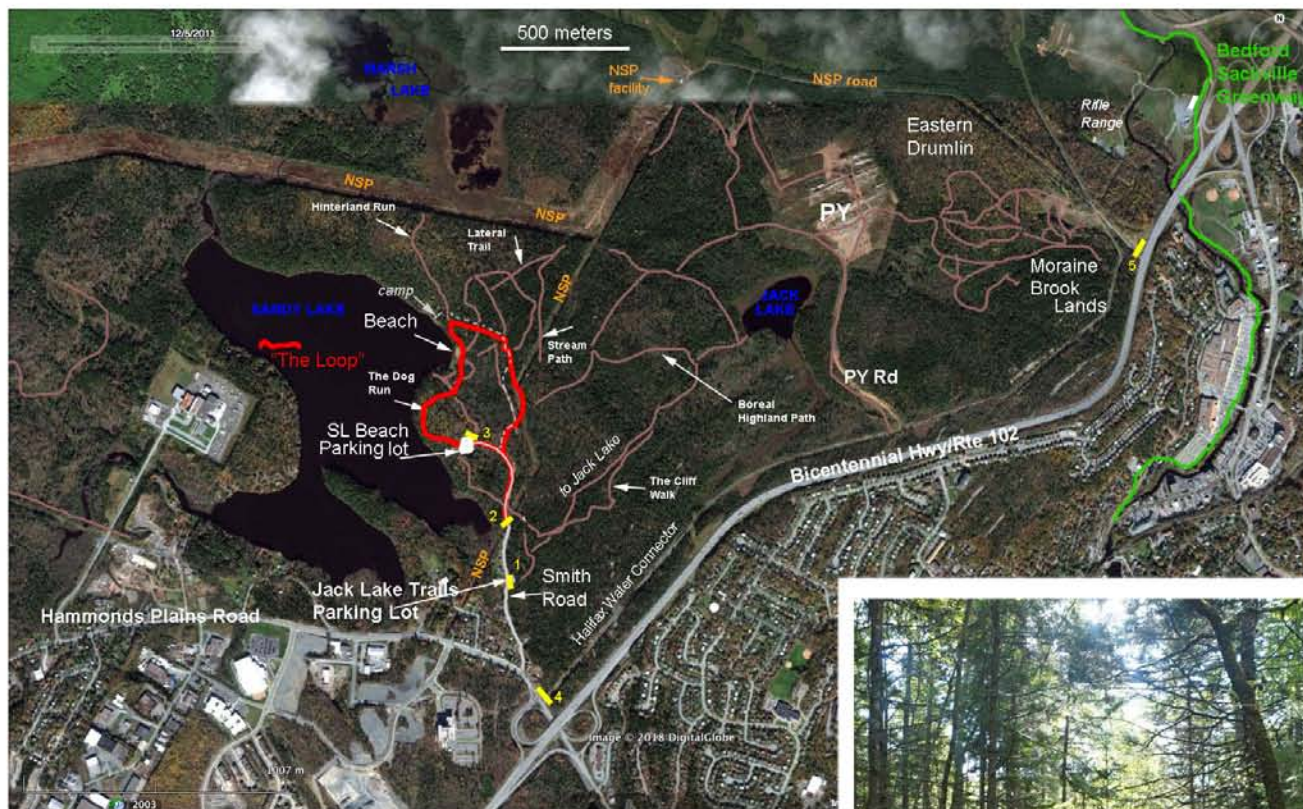 12/5/2011
500 meters
N
MARSH
LAKE
NSP
facility
NSP road
Bedford
Sackville
Greenway
Rifle
Range
Eastern
Drumlin
NSP
Hinterland Run
NSP
PY
Lateral
Trail
Moraine
Brook
Lands
5
NSP
camp
SANDY LAKE
JACK
LAKE
Beach
"The Loop"
Stream
Path
The Dog
Run
PY Rd
Boreal
Highland Path
3
SL Beach
Parking lot
to Jack Lake
Bicentennial Hwy/Rte 102
The Cliff
Walk
2
NSP
1
Jack Lake Trails
Parking Lot
Smith
Road
Hammonds Plains Road
Halifax Water Connector
4
Image © 2018 DigitalGlobe
1007 m
2003